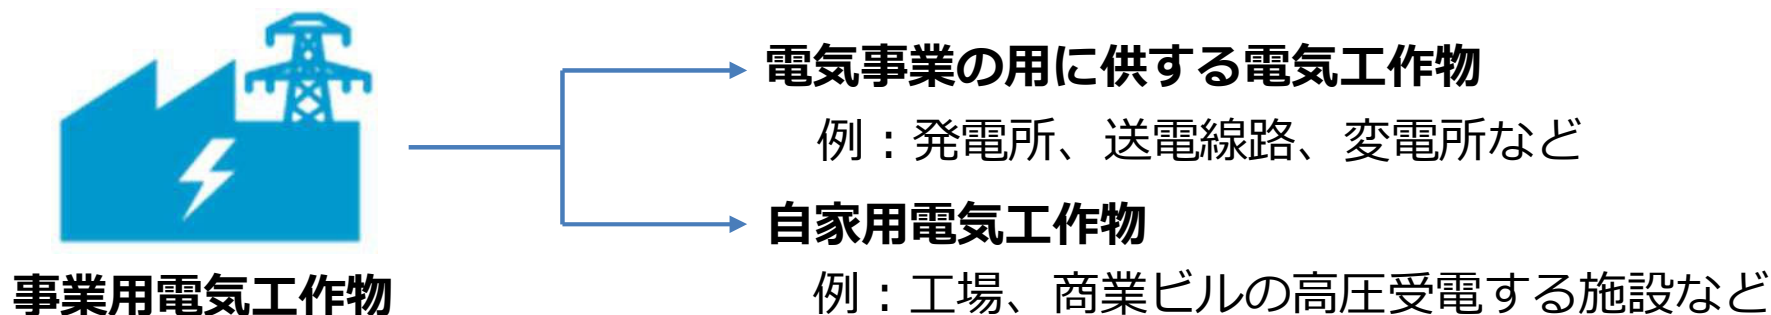 電気事業の用に供する電気工作物
例：発電所、送電線路、変電所など
自家用電気工作物
例：工場、商業ビルの高圧受電する施設など
事業用電気工作物